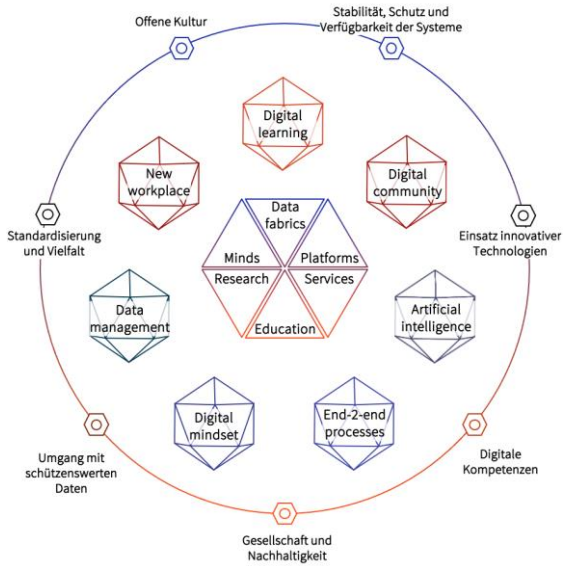 Offene Kultur
Stabilität, Schutz und
Verfügbarkeit der Systeme
Digital
learning
New
workplace
Digital
community
Data
fabrics
Standardisierung
und Vielfalt
Einsatz innovativer
Technologien
Minds
Platforms
Research
Services
Data
management
Artificial
intelligence
Education
Digital
mindset
End-2-end
processes
Umgang mit
schützenswerten
Daten
Digitale
Kompetenzen
Gesellschaft und
Nachhaltigkeit